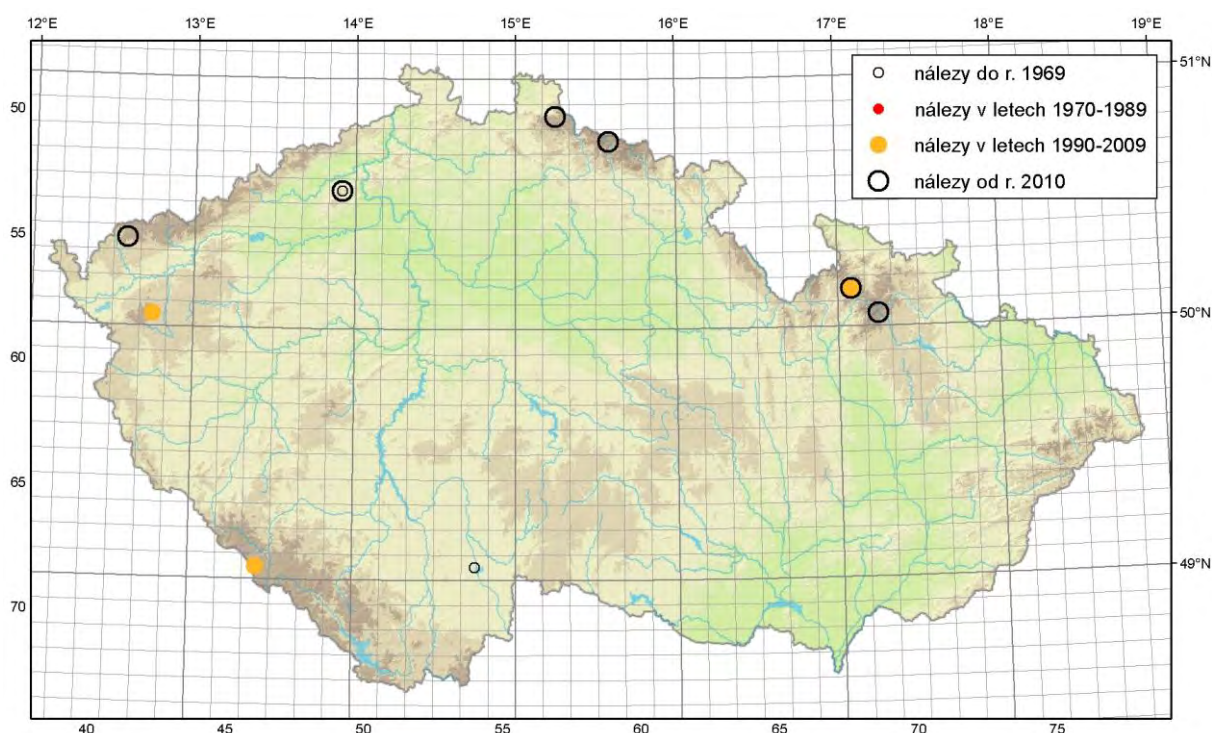 12°E 13°E 14°E 15°E 16°E 17°E 18°E 19°E
nálezy do r. 1969
nálezy v letech 1970-1989
nálezy v letech 1990-2009
nálezy od r. 2010
51°N
50
55
50°N
60
65
49°N
70
40 45 50 55 60 65 70 75